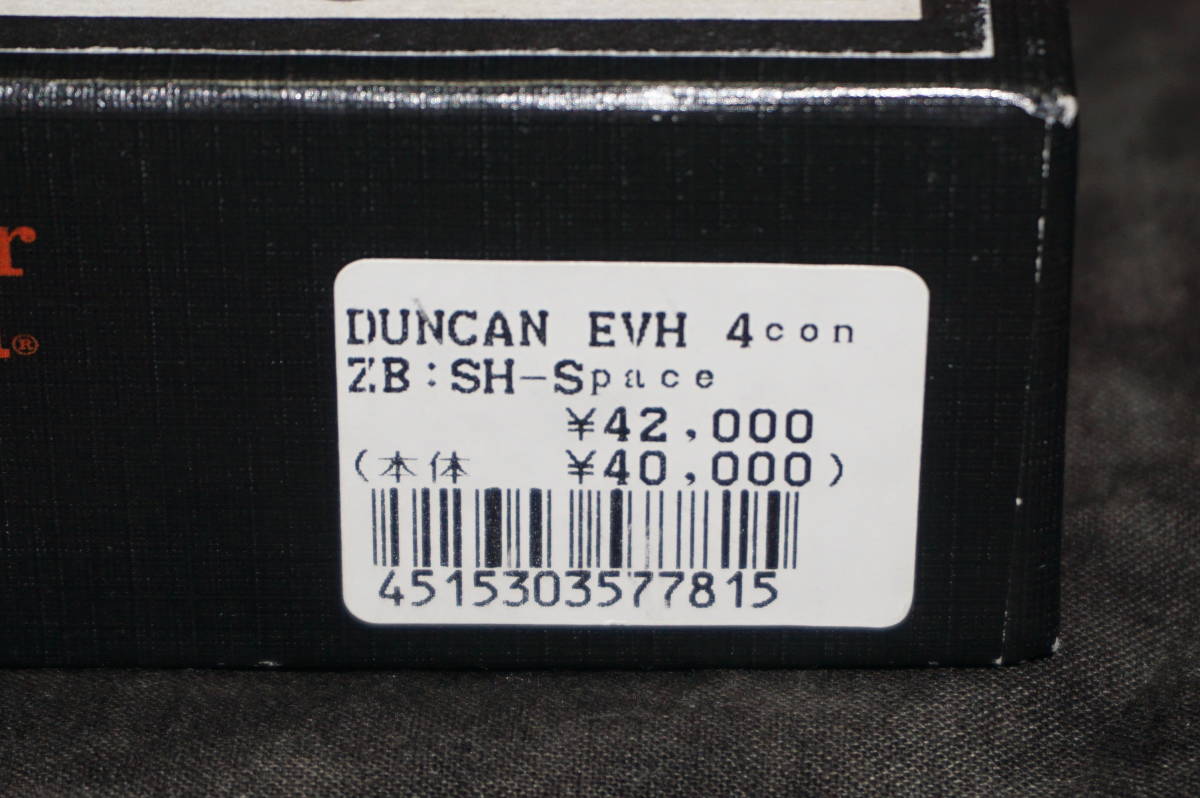 r
®
DUNCAN EVH 4con
ZB:SH-Space
¥42,000
(本体 ¥40,000)
4515303577815